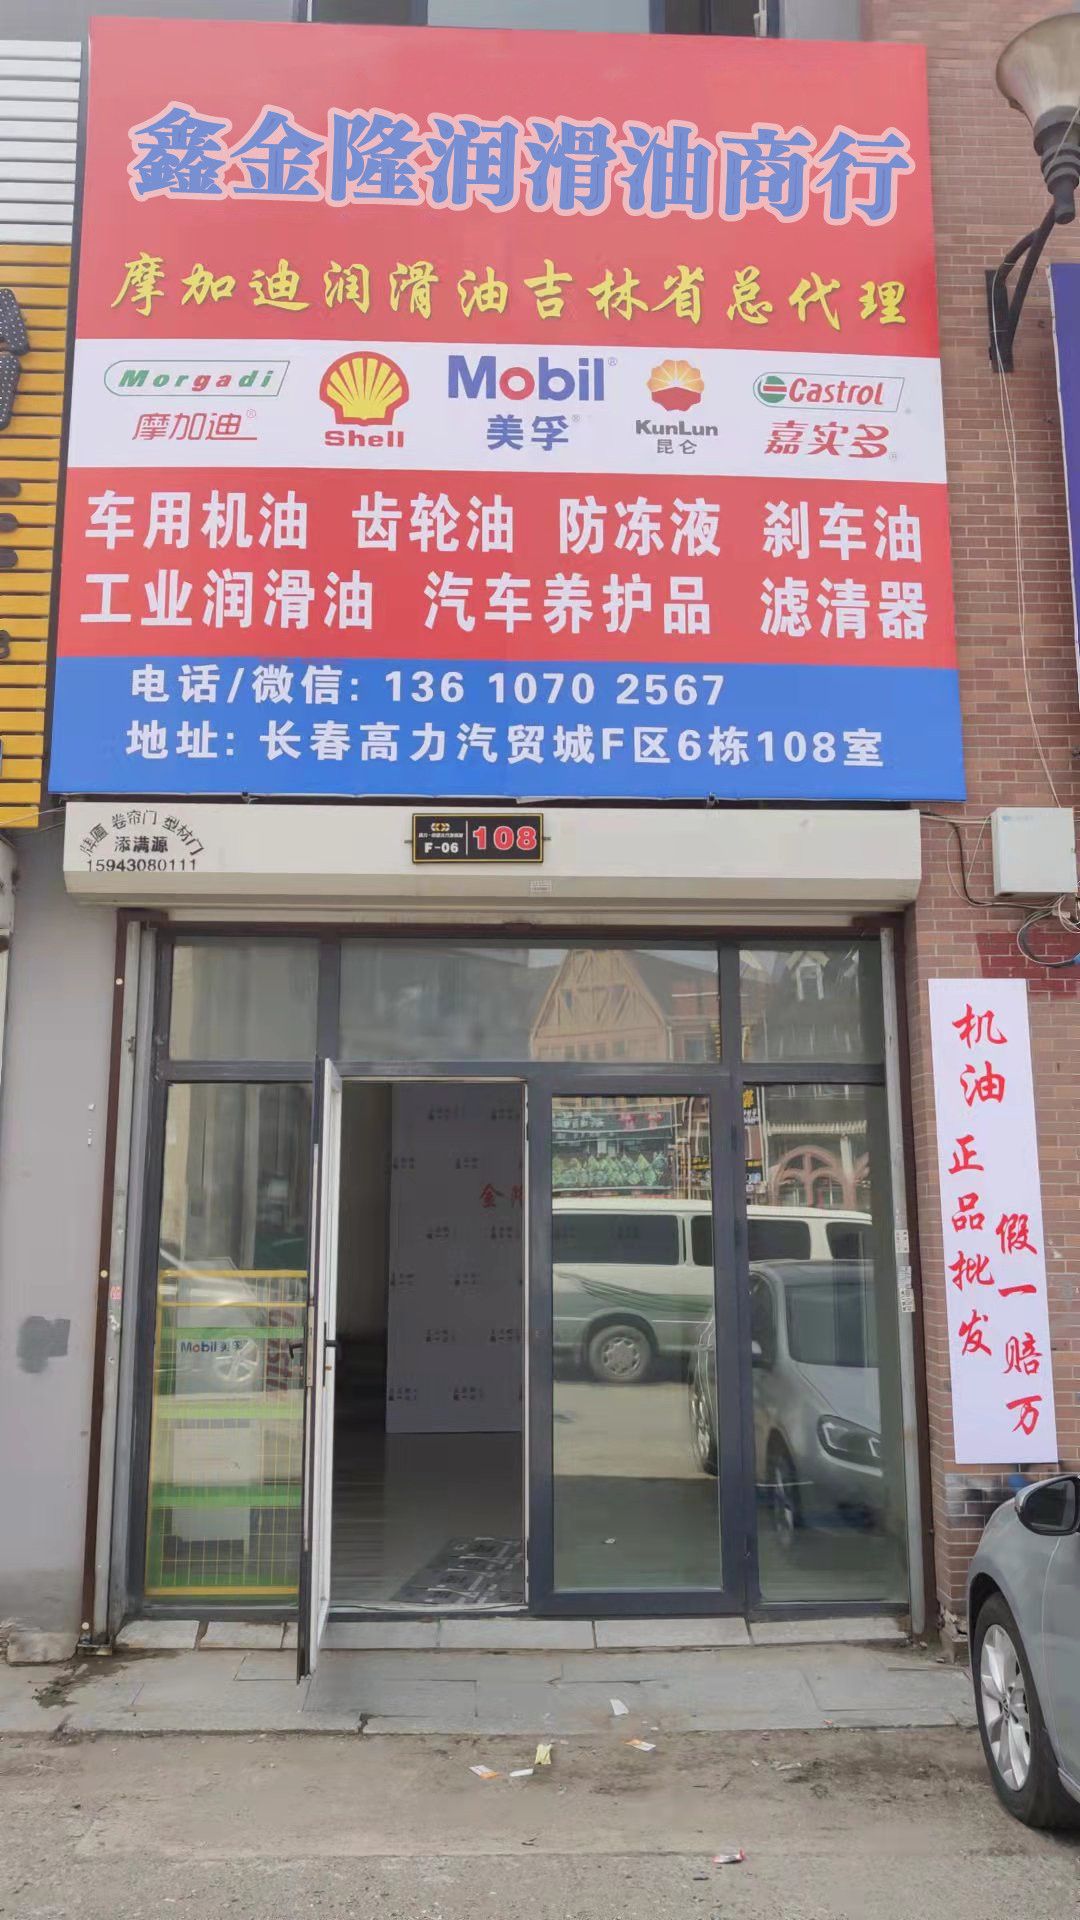 鑫金隆润滑油商行
摩加迪润滑油吉林省总代理
Morgadi
摩加迪
Shell
Mobil
美孚
KunLun
昆仑
Castrol
嘉实多
车用机油 齿轮油 防冻液 刹车油
工业润滑油 汽车养护品 滤清器
电话/微信: 136 1070 2567
地址: 长春高力汽贸城F区6栋108室
卷帘门 型材门
添满源
15943080111
F-06 108
机油 正品批发
假一赔万
Mobil 美孚